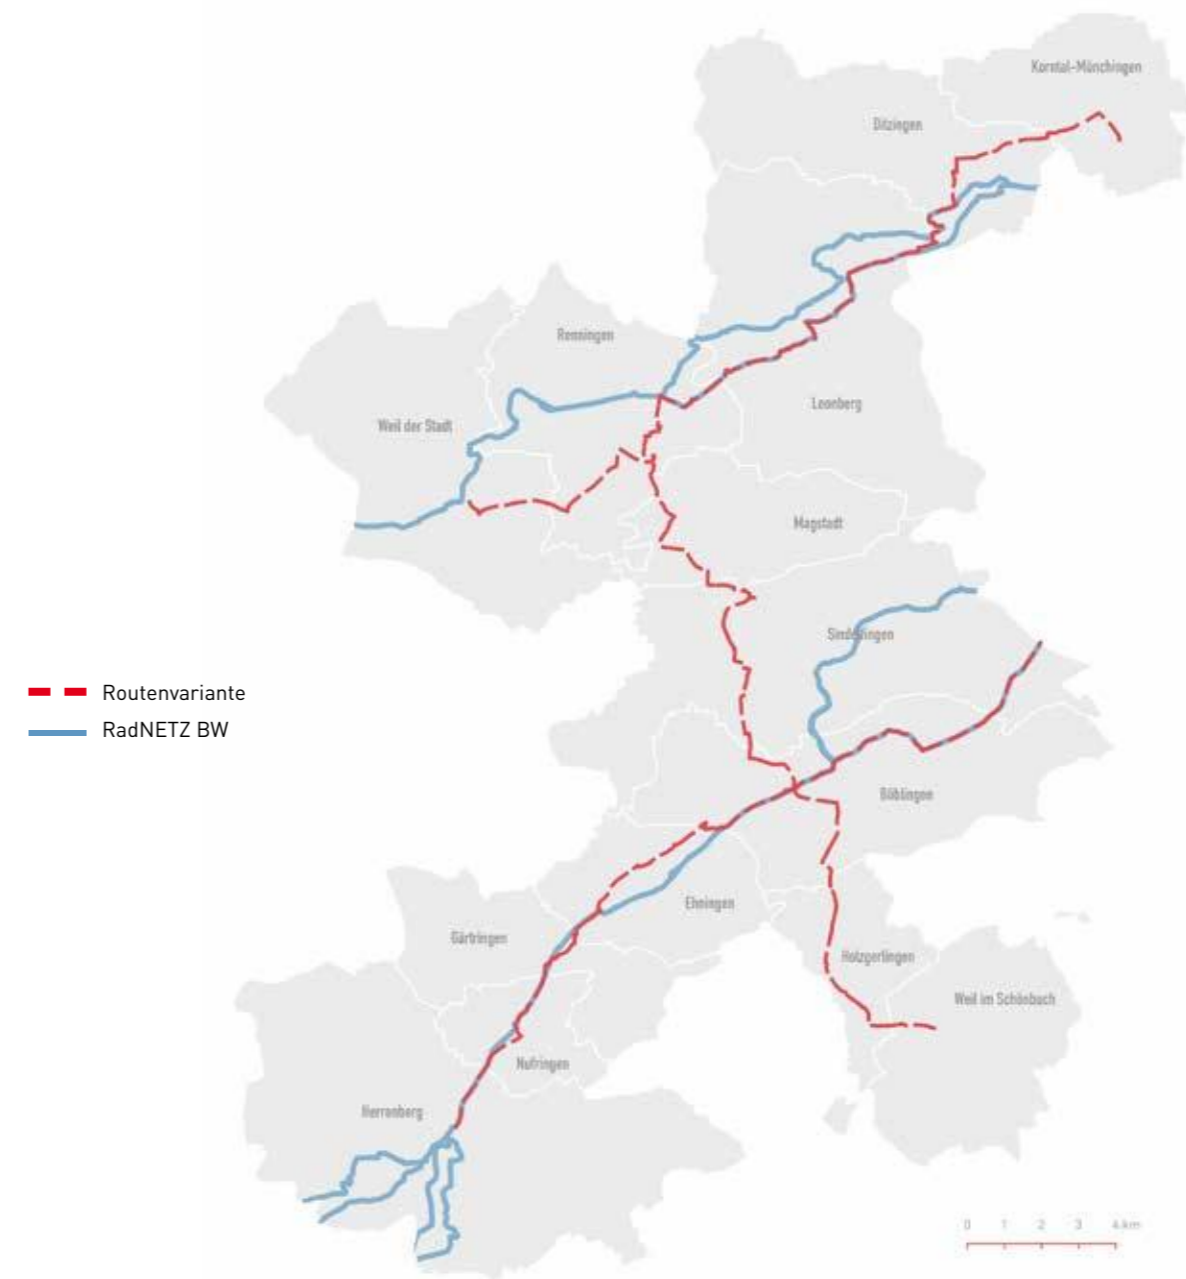 Korntal-Münchingen
Ditzingen
Renningen
Leonberg
Weil der Stadt
Magstadt
Sindelfingen
Routenvariante
RadNETZ BW
Böblingen
Ehningen
Gärtringen
Holzgerlingen
Weil im Schönbuch
Nufringen
Herrenberg
0 1 2 3 4 km